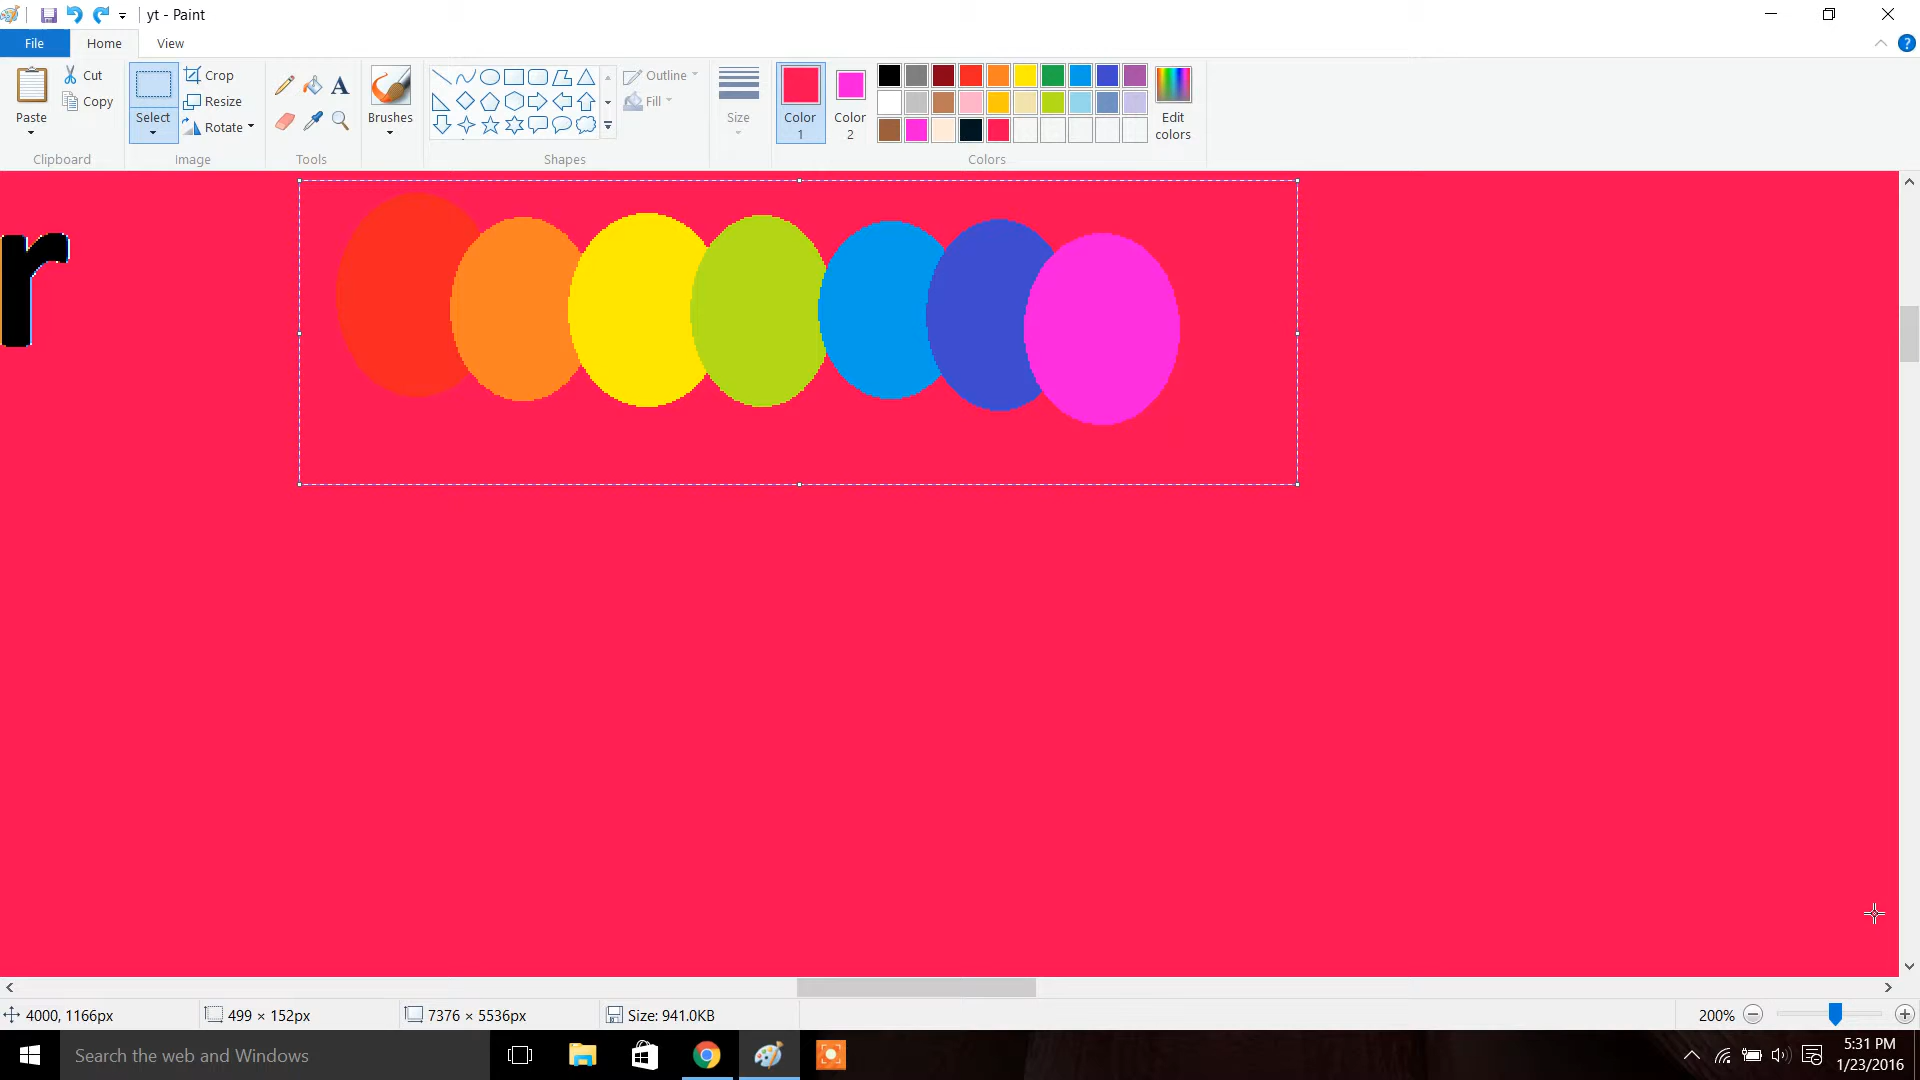 yt - Paint
File Home View
Paste Cut Copy Clipboard
Select Crop Resize Rotate Image
Tools
Brushes
Shapes Outline Fill
Size
Color 1 Color 2 Edit colors
Colors
r
4000, 1166px 499 × 152px 7376 × 5536px Size: 941.0KB 200%
Search the web and Windows
5:31 PM
1/23/2016